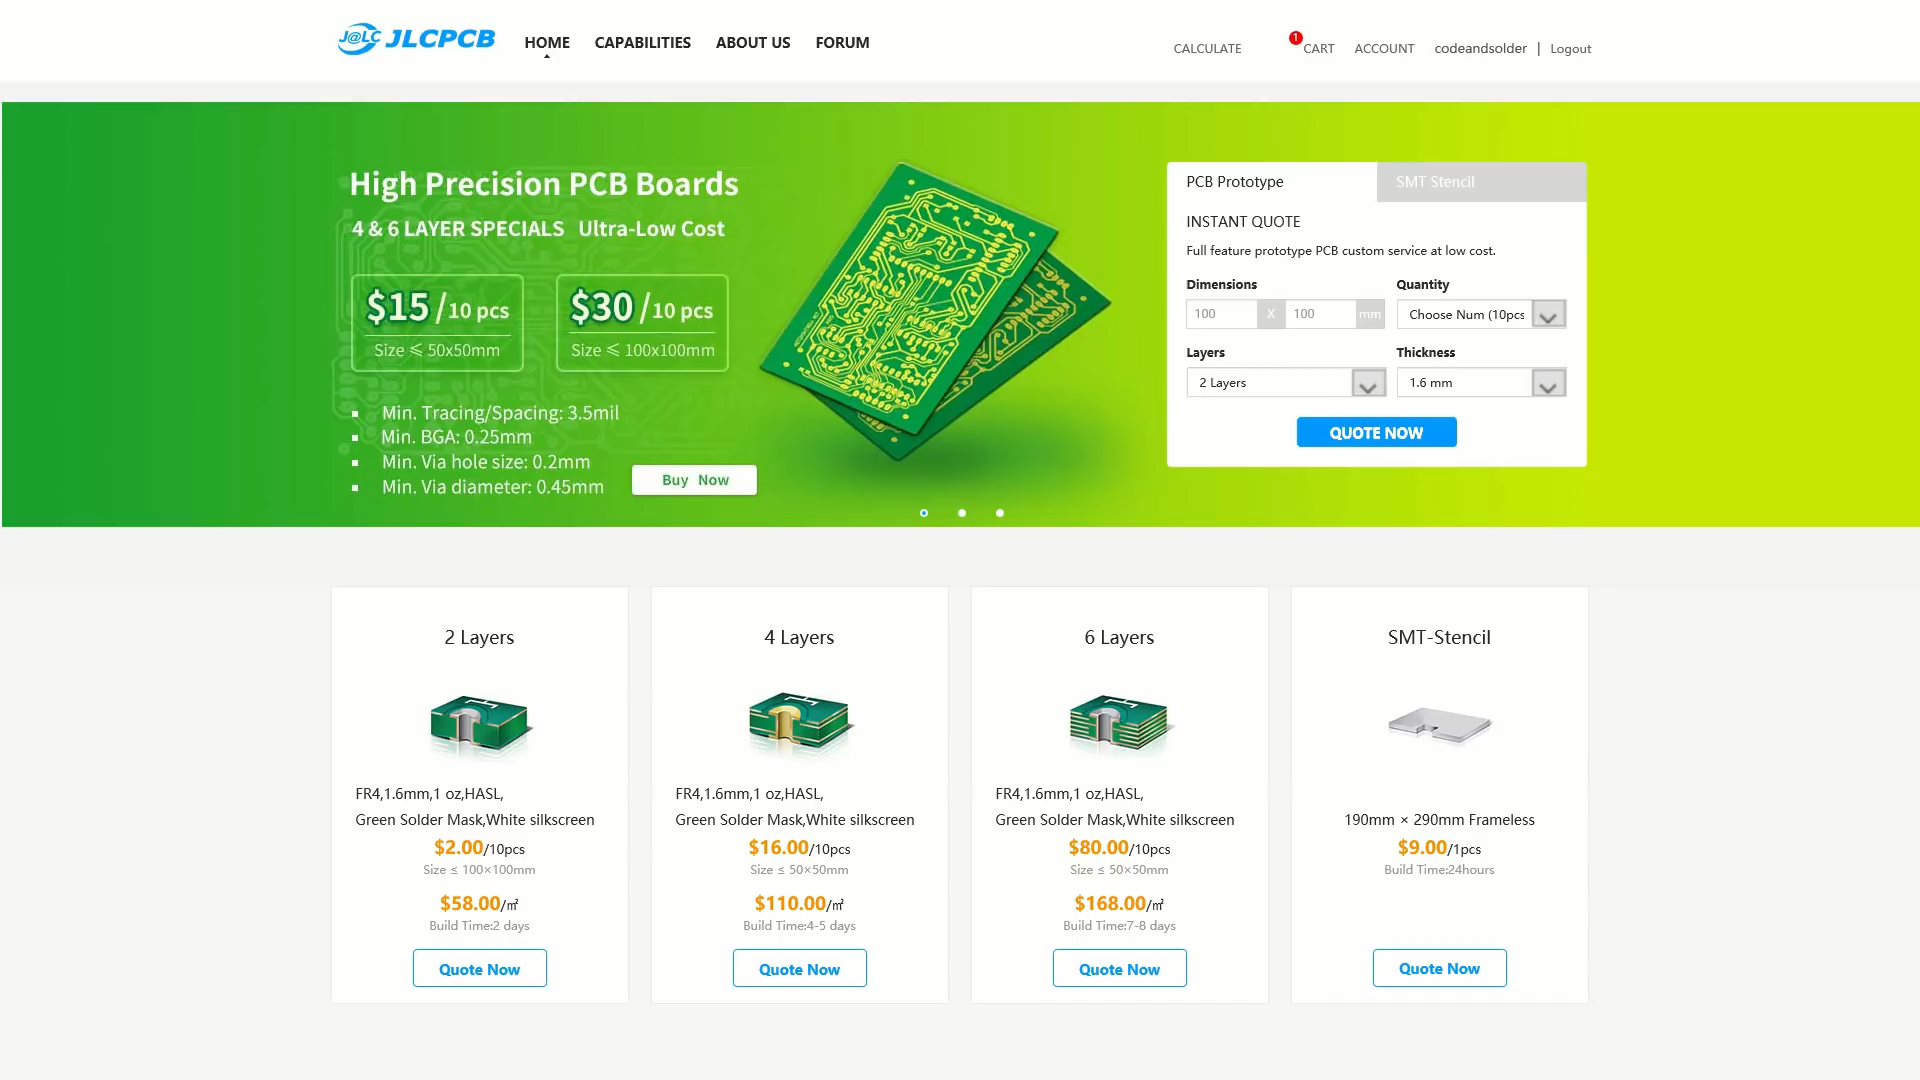 J@LC JLCPCB
HOME CAPABILITIES ABOUT US FORUM
CALCULATE 1 CART ACCOUNT codeandsolder | Logout
High Precision PCB Boards
4 & 6 LAYER SPECIALS Ultra-Low Cost
$15/10 pcs
Size ⩽ 50x50mm
$30/10 pcs
Size ⩽ 100x100mm
▪ Min. Tracing/Spacing: 3.5mil
▪ Min. BGA: 0.25mm
▪ Min. Via hole size: 0.2mm
▪ Min. Via diameter: 0.45mm
Buy Now
PCB Prototype
SMT Stencil
INSTANT QUOTE
Full feature prototype PCB custom service at low cost.
Dimensions
100 X 100 mm
Quantity
Choose Num (10pcs
Layers
2 Layers
Thickness
1.6 mm
QUOTE NOW
2 Layers
FR4,1.6mm,1 oz,HASL,
Green Solder Mask,White silkscreen
$2.00/10pcs
Size ≤ 100×100mm
$58.00/㎡
Build Time:2 days
Quote Now
4 Layers
FR4,1.6mm,1 oz,HASL,
Green Solder Mask,White silkscreen
$16.00/10pcs
Size ≤ 50×50mm
$110.00/㎡
Build Time:4-5 days
Quote Now
6 Layers
FR4,1.6mm,1 oz,HASL,
Green Solder Mask,White silkscreen
$80.00/10pcs
Size ≤ 50×50mm
$168.00/㎡
Build Time:7-8 days
Quote Now
SMT-Stencil
190mm × 290mm Frameless
$9.00/1pcs
Build Time:24hours
Quote Now